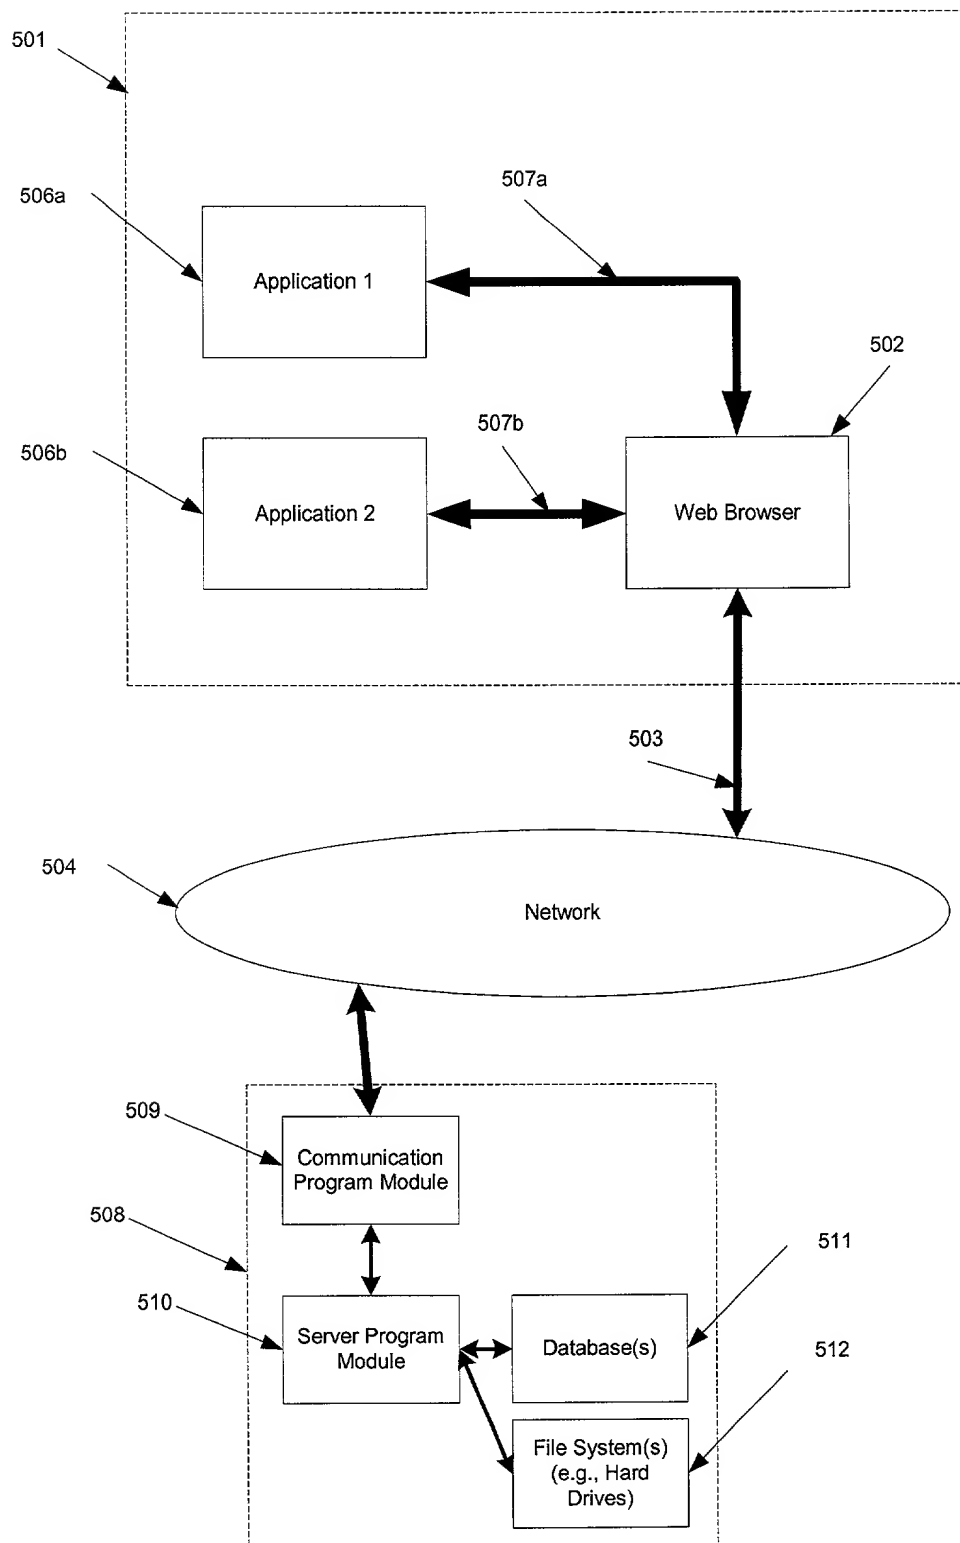 501
506a
507a
Application 1
502
506b
507b
Application 2
Web Browser
503
504
Network
509
Communication
Program Module
508
511
510
Server Program
Module
Database(s)
512
File System(s)
(e.g., Hard
Drives)